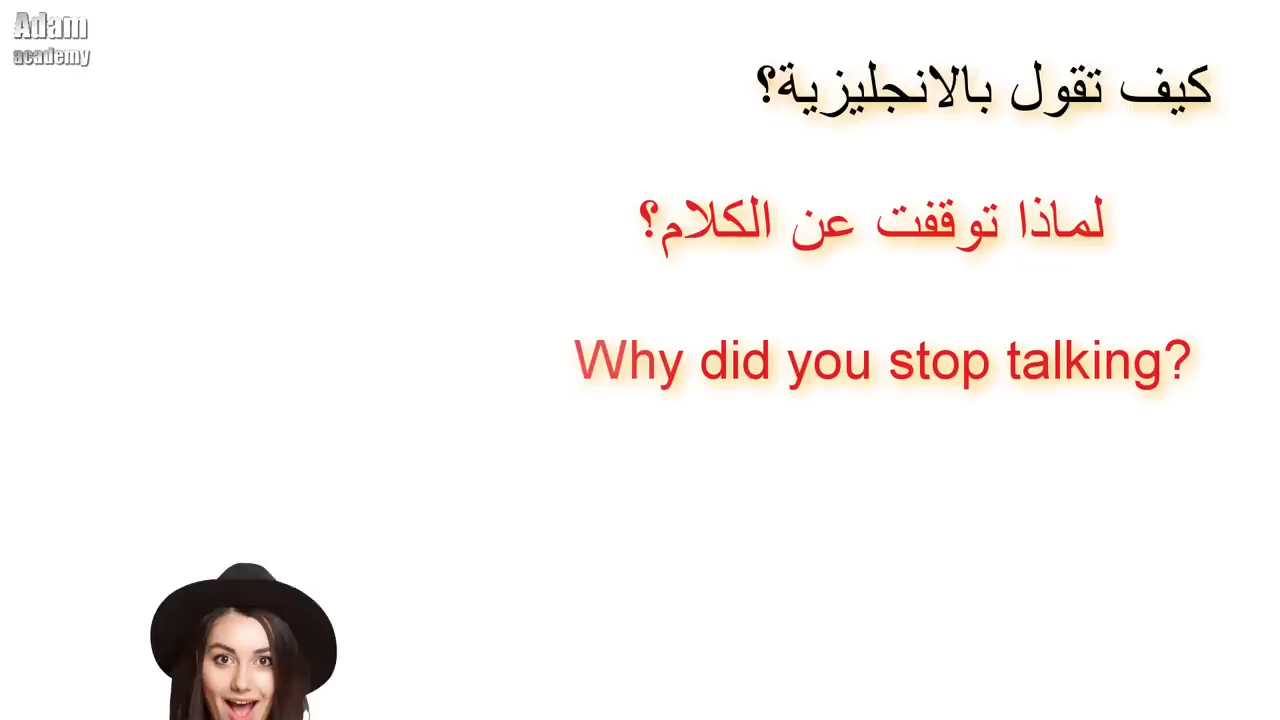 Adam
academy
كيف تقول بالانجليزية؟
لماذا توقفت عن الكلام؟
Why did you stop talking?